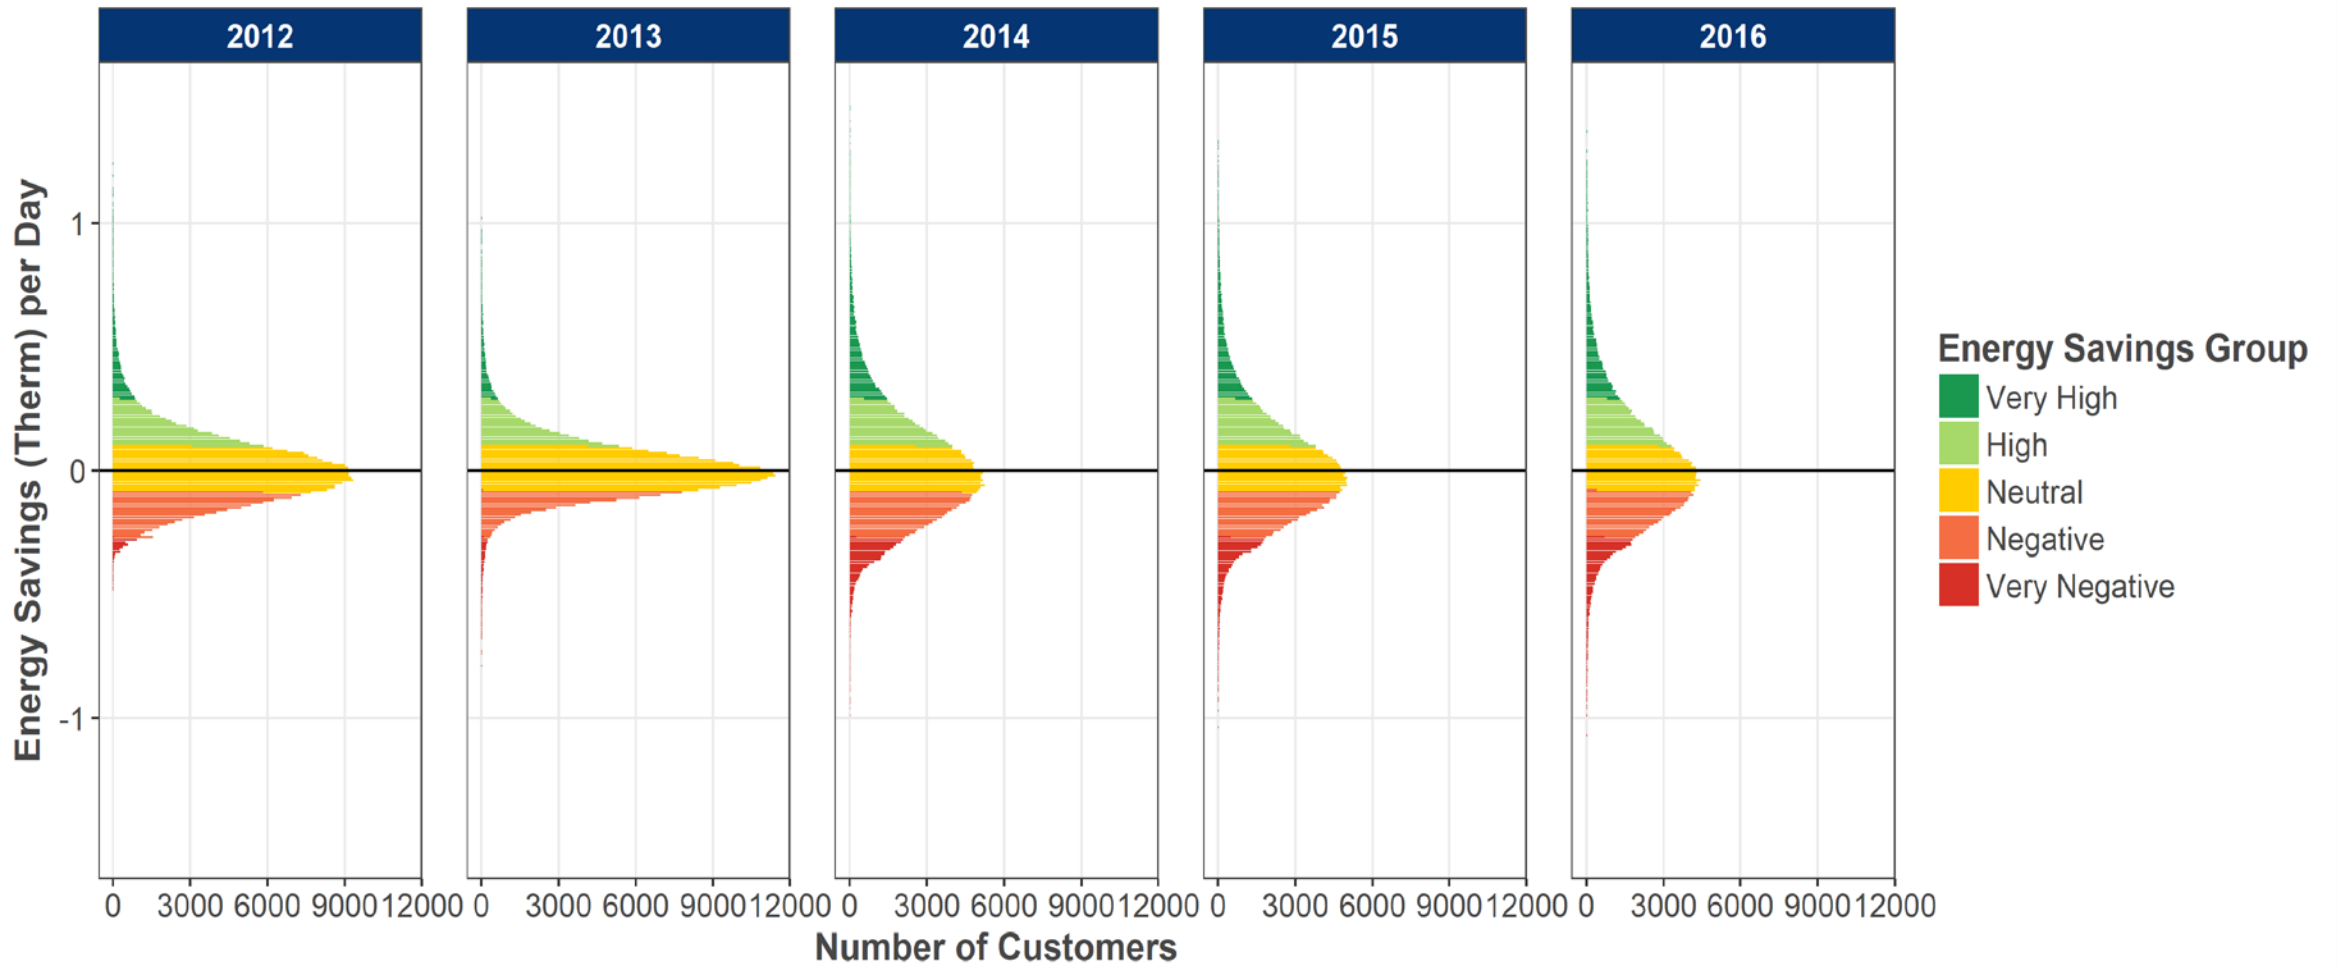 2012 2013 2014 2015 2016
Energy Savings (Therm) per Day
1
0
-1
0 3000 6000 9000 12000 0 3000 6000 9000 12000 0 3000 6000 9000 12000 0 3000 6000 9000 12000 0 3000 6000 9000 12000
Number of Customers
Energy Savings Group
Very High
High
Neutral
Negative
Very Negative